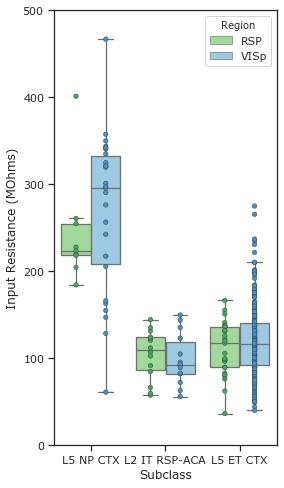 Region
RSP
VISp
500
400
300
200
100
0
Input Resistance (MOhms)
L5 NP CTX L2 IT RSP-ACA L5 ET CTX
Subclass